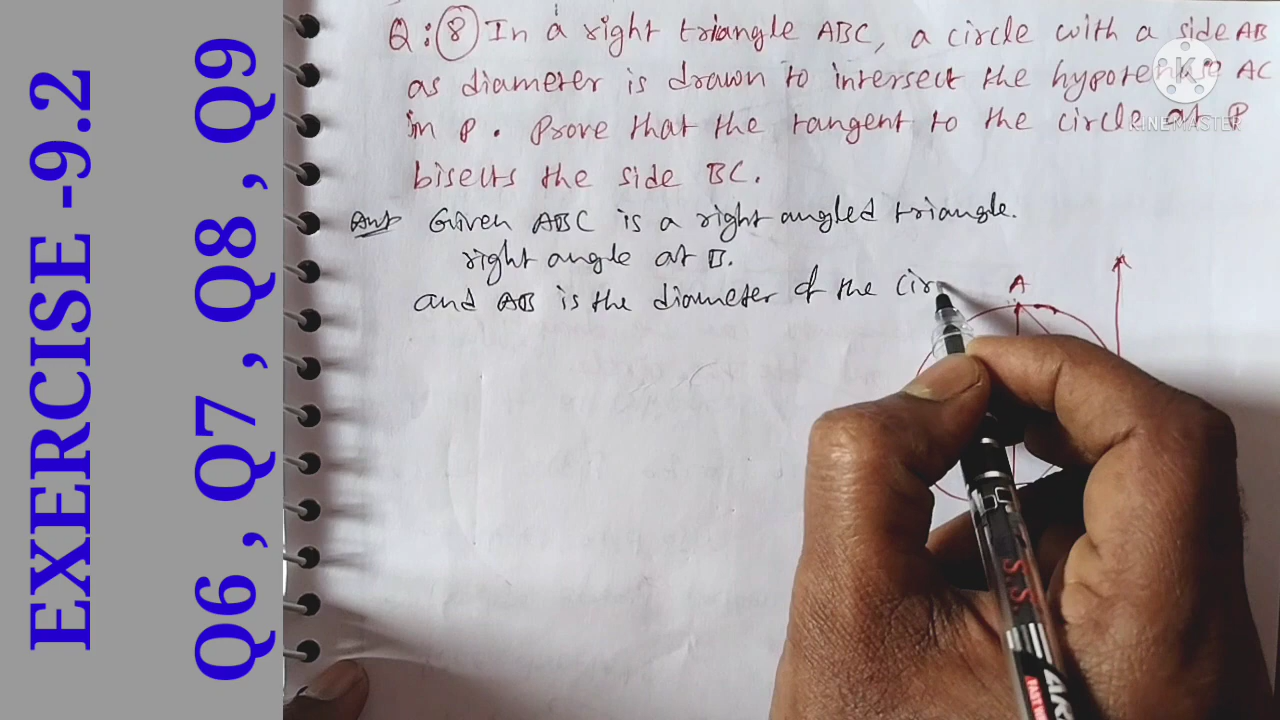 EXERCISE -9.2
Q6 , Q7 , Q8 , Q9
Q : 8 In a right triangle ABC, a circle with a side AB
as diameter is drawn to intersect the hypotenuse AC
in P. Prove that the tangent to the circle at P
bisects the side BC.
KINEMASTER
Ans Given ABC is a right angled triangle.
right angle at B.
and AB is the diameter of the cir
A
S.S.